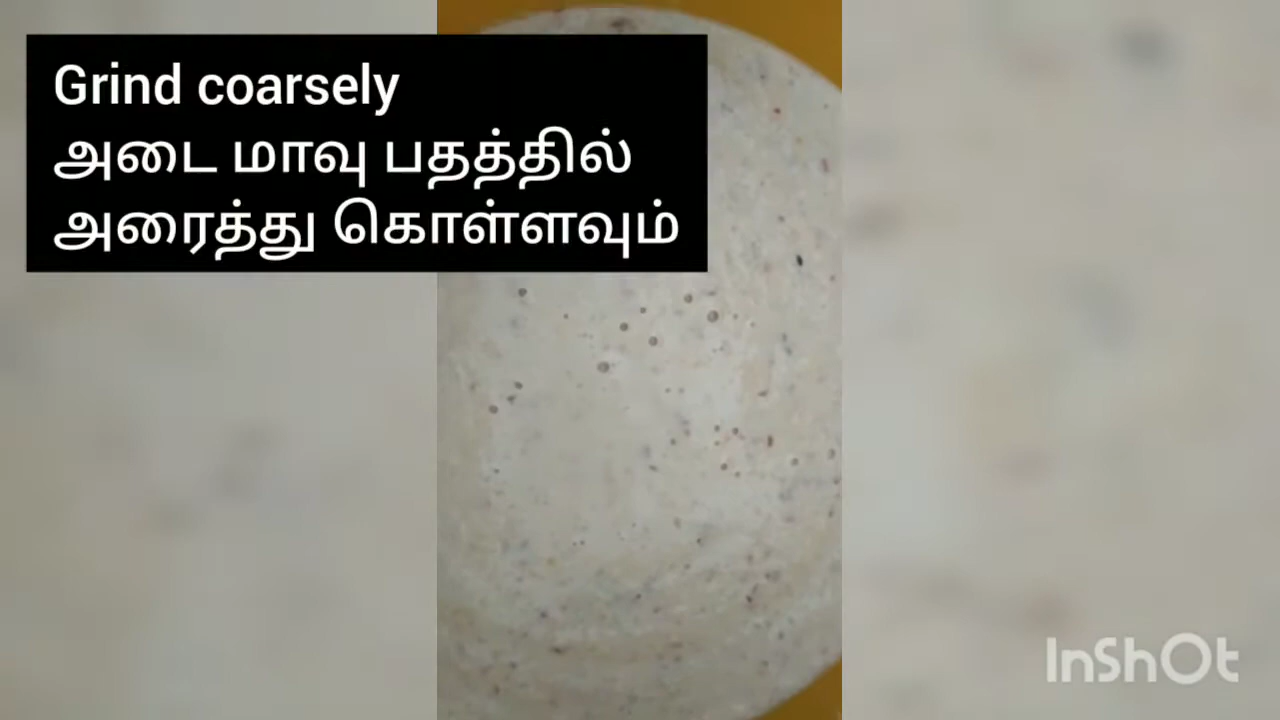 Grind coarsely
அடை மாவு பதத்தில்
அரைத்து கொள்ளவும்
InShOt